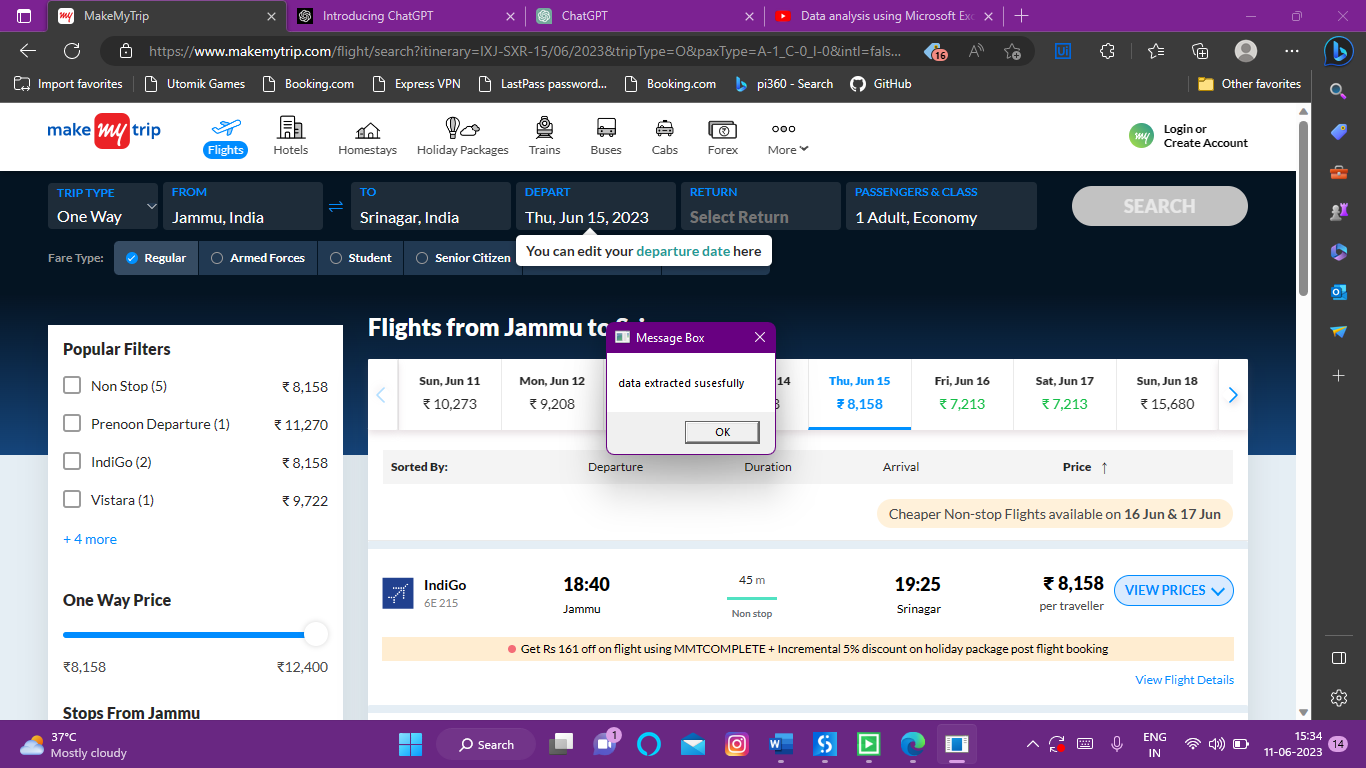 MakeMyTrip
Introducing ChatGPT
ChatGPT
Data analysis using Microsoft Exc
https://www.makemytrip.com/flight/search?itinerary=IXJ-SXR-15/06/2023&tripType=O&paxType=A-1_C-0_I-0&intl=fals...
16
Ui
Import favorites
Utomik Games
Booking.com
Express VPN
LastPass password...
Booking.com
pi360 - Search
GitHub
Other favorites
make my trip
Flights
Hotels
Homestays
Holiday Packages
Trains
Buses
Cabs
Forex
More
my
Login or
Create Account
TRIP TYPE
One Way
FROM
Jammu, India
TO
Srinagar, India
DEPART
Thu, Jun 15, 2023
RETURN
Select Return
PASSENGERS & CLASS
1 Adult, Economy
SEARCH
Fare Type:
Regular
Armed Forces
Student
Senior Citizen
You can edit your departure date here
Popular Filters
Non Stop (5) ₹ 8,158
Prenoon Departure (1) ₹ 11,270
IndiGo (2) ₹ 8,158
Vistara (1) ₹ 9,722
+ 4 more
One Way Price
₹8,158 ₹12,400
Stops From Jammu
Flights from Jammu to
Message Box
data extracted susesfully
OK
Sun, Jun 11
₹ 10,273
Mon, Jun 12
₹ 9,208
14
Thu, Jun 15
₹ 8,158
Fri, Jun 16
₹ 7,213
Sat, Jun 17
₹ 7,213
Sun, Jun 18
₹ 15,680
Sorted By: Departure Duration Arrival Price ↑
Cheaper Non-stop Flights available on 16 Jun & 17 Jun
IndiGo
6E 215
18:40
Jammu
45 m
Non stop
19:25
Srinagar
₹ 8,158
per traveller
VIEW PRICES
Get Rs 161 off on flight using MMTCOMPLETE + Incremental 5% discount on holiday package post flight booking
View Flight Details
37°C
Mostly cloudy
Search
1
ENG
IN
15:34
11-06-2023
14